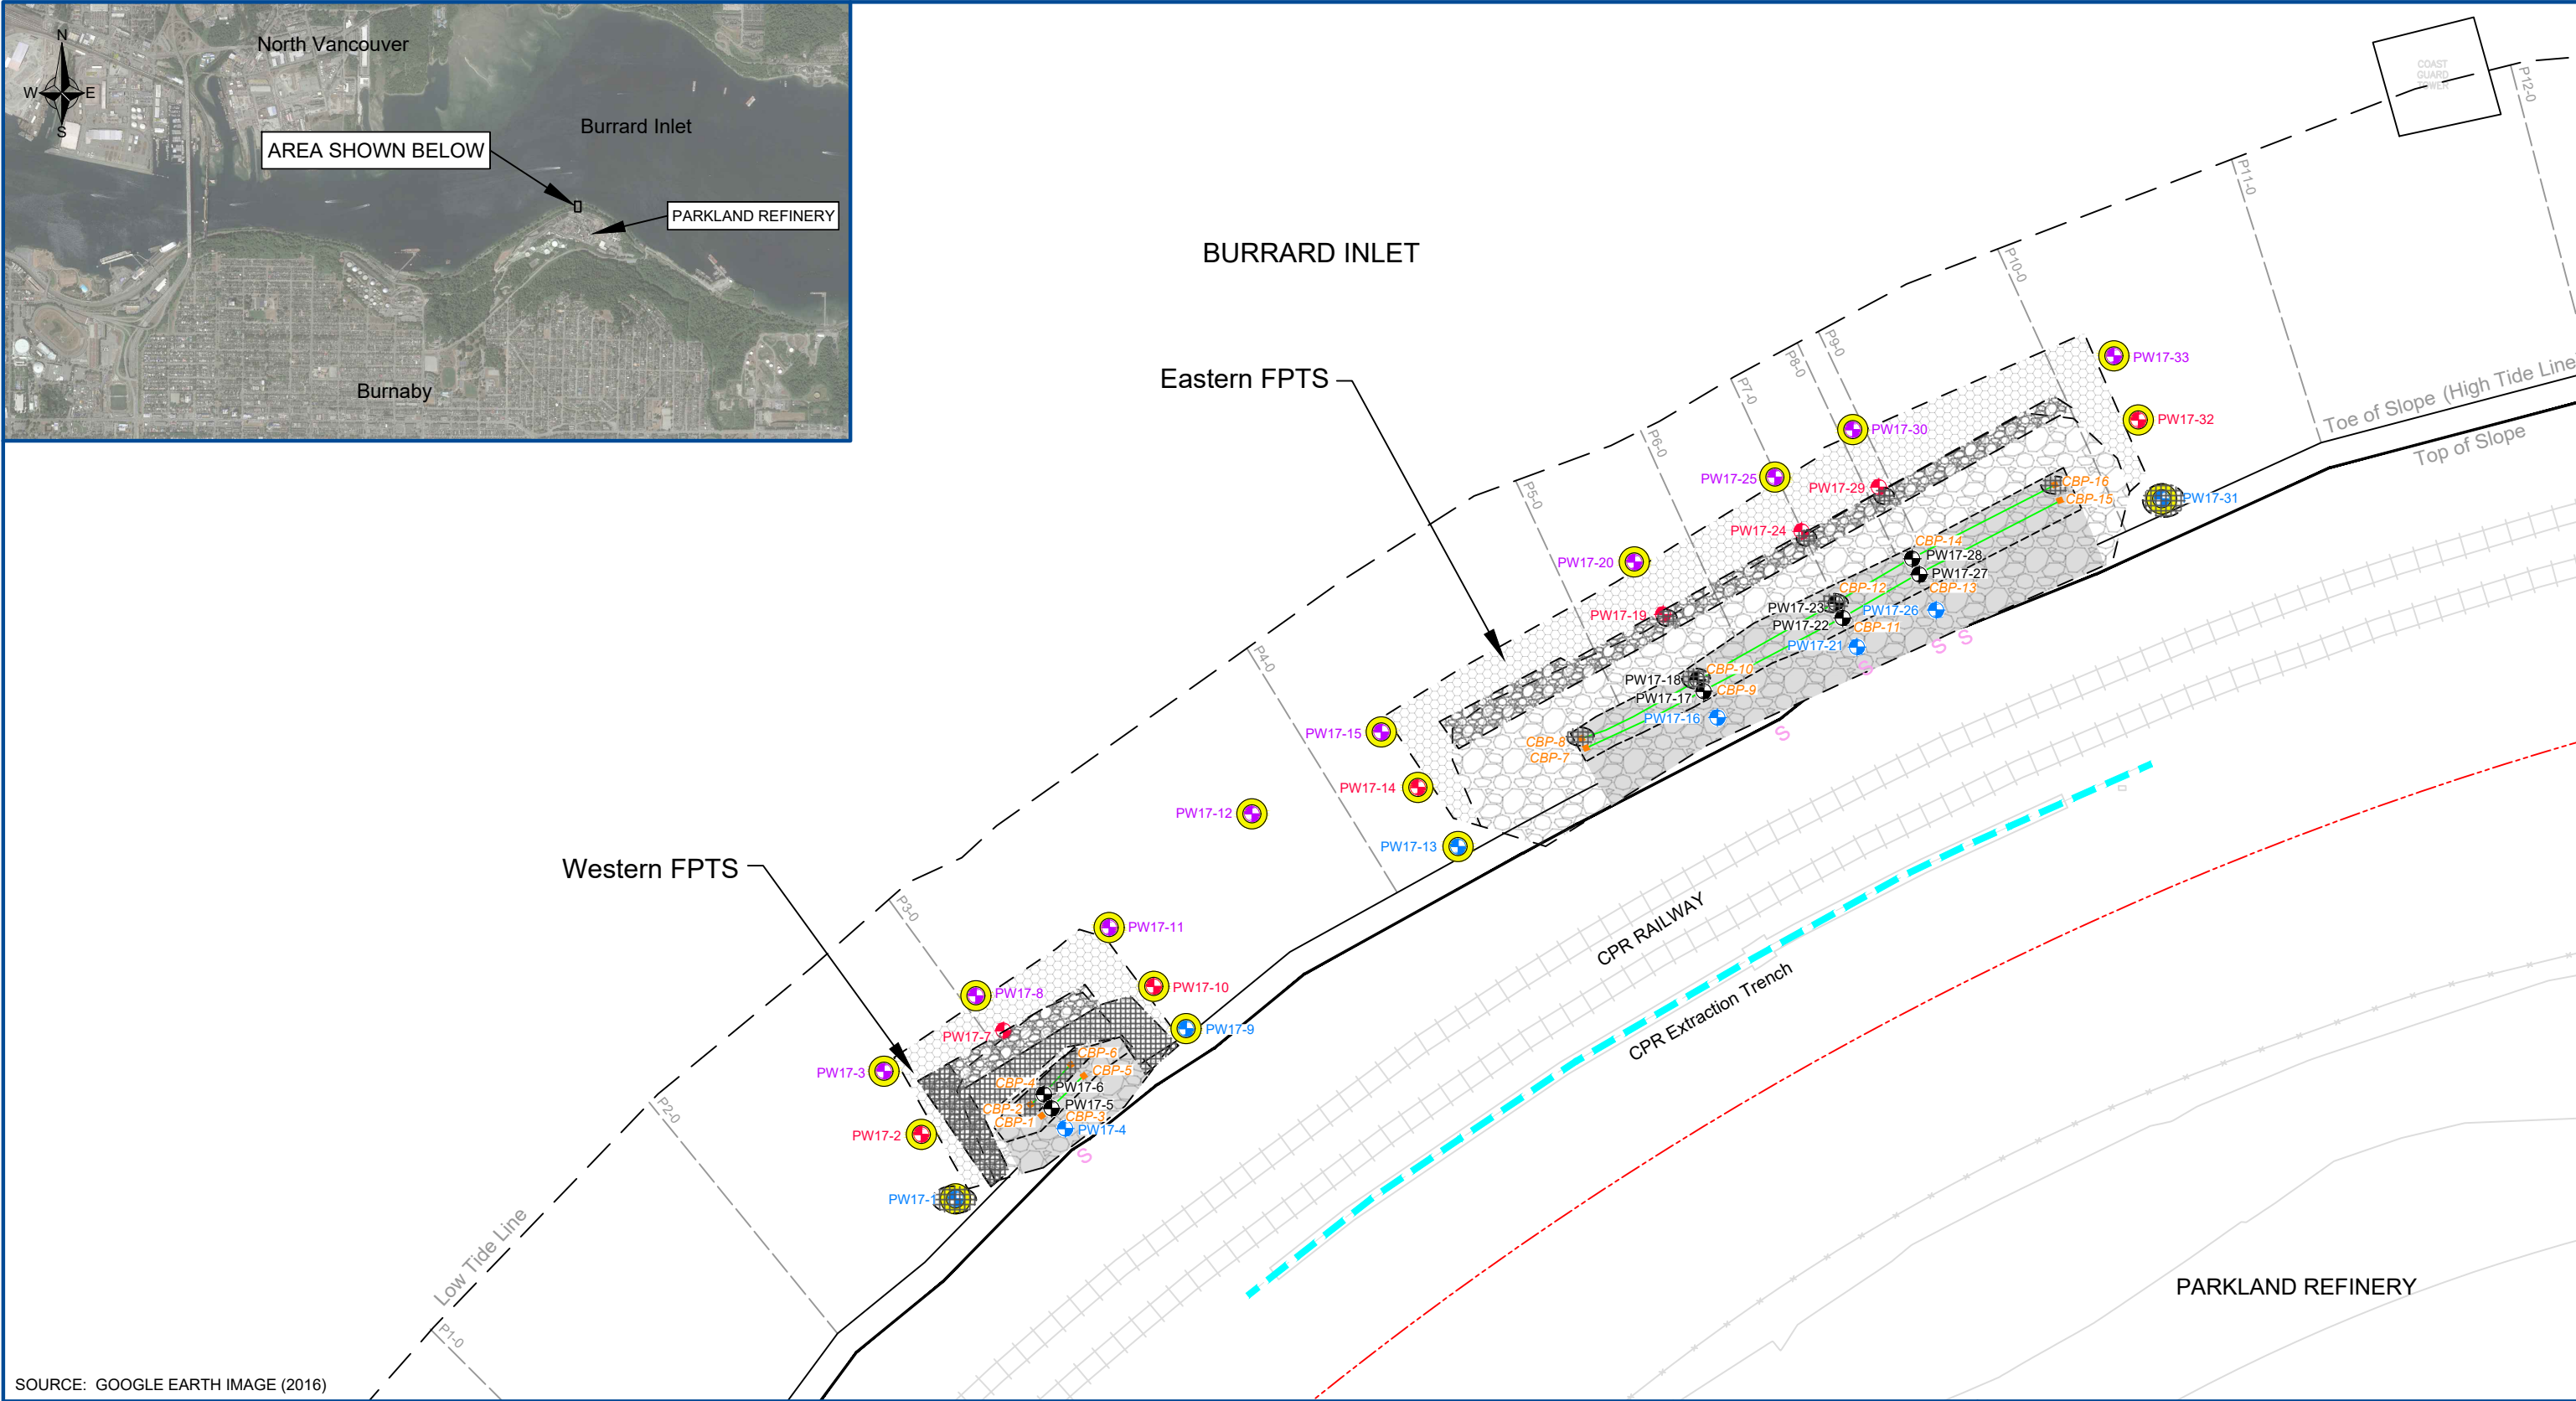 N
W
E
S
North Vancouver
Burrard Inlet
AREA SHOWN BELOW
PARKLAND REFINERY
Burnaby
COAST
GUARD
TOWER
P12-0
P11-0
P10-0
P9-0
P8-0
P7-0
P6-0
P5-0
P4-0
P3-0
P2-0
P1-0
BURRARD INLET
Eastern FPTS
Western FPTS
Toe of Slope (High Tide Line
Top of Slope
Low Tide Line
PW17-33
PW17-32
PW17-31
PW17-30
PW17-29
PW17-25
PW17-24
PW17-20
PW17-19
CBP-16
CBP-15
CBP-14
PW17-28
PW17-27
CBP-13
CBP-12
PW17-26
PW17-23
PW17-22
CBP-11
PW17-21
CBP-10
PW17-18
CBP-9
PW17-17
PW17-16
CBP-8
CBP-7
PW17-15
PW17-14
PW17-13
PW17-12
PW17-11
PW17-10
PW17-9
PW17-8
PW17-7
PW17-3
PW17-2
PW17-1
CBP-6
CBP-5
CBP-4
PW17-6
PW17-5
CBP-3
CBP-2
CBP-1
PW17-4
S
S
S
S
S
CPR RAILWAY
CPR Extraction Trench
PARKLAND REFINERY
SOURCE: GOOGLE EARTH IMAGE (2016)